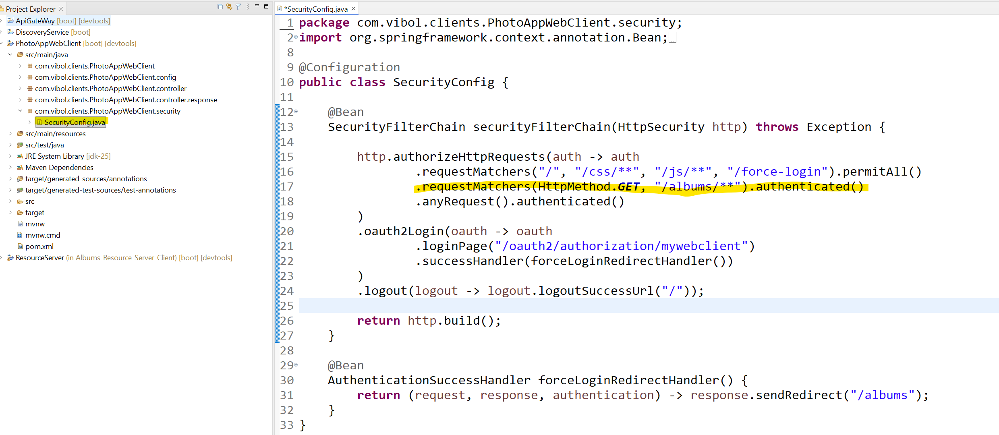 Project Explorer
ApiGateWay [boot] [devtools]
DiscoveryService [boot]
PhotoAppWebClient [boot] [devtools]
src/main/java
com.vibol.clients.PhotoAppWebClient
com.vibol.clients.PhotoAppWebClient.config
com.vibol.clients.PhotoAppWebClient.controller
com.vibol.clients.PhotoAppWebClient.controller.response
com.vibol.clients.PhotoAppWebClient.security
SecurityConfig.java
src/main/resources
src/test/java
JRE System Library [jdk-25]
Maven Dependencies
target/generated-sources/annotations
target/generated-test-sources/test-annotations
src
target
mvnw
mvnw.cmd
pom.xml
ResourceServer (in Albums-Resource-Server-Client) [boot] [devtools]
*SecurityConfig.java
1 package com.vibol.clients.PhotoAppWebClient.security;
2 import org.springframework.context.annotation.Bean;
8
9 @Configuration
10 public class SecurityConfig {
11
12 @Bean
13 SecurityFilterChain securityFilterChain(HttpSecurity http) throws Exception {
14
15 http.authorizeHttpRequests(auth -> auth
16 .requestMatchers("/", "/css/**", "/js/**", "/force-login").permitAll()
17 .requestMatchers(HttpMethod.GET, "/albums/**").authenticated()
18 .anyRequest().authenticated()
19 )
20 .oauth2Login(oauth -> oauth
21 .loginPage("/oauth2/authorization/mywebclient")
22 .successHandler(forceLoginRedirectHandler())
23 )
24 .logout(logout -> logout.logoutSuccessUrl("/"));
25
26 return http.build();
27 }
28
29 @Bean
30 AuthenticationSuccessHandler forceLoginRedirectHandler() {
31 return (request, response, authentication) -> response.sendRedirect("/albums");
32 }
33 }